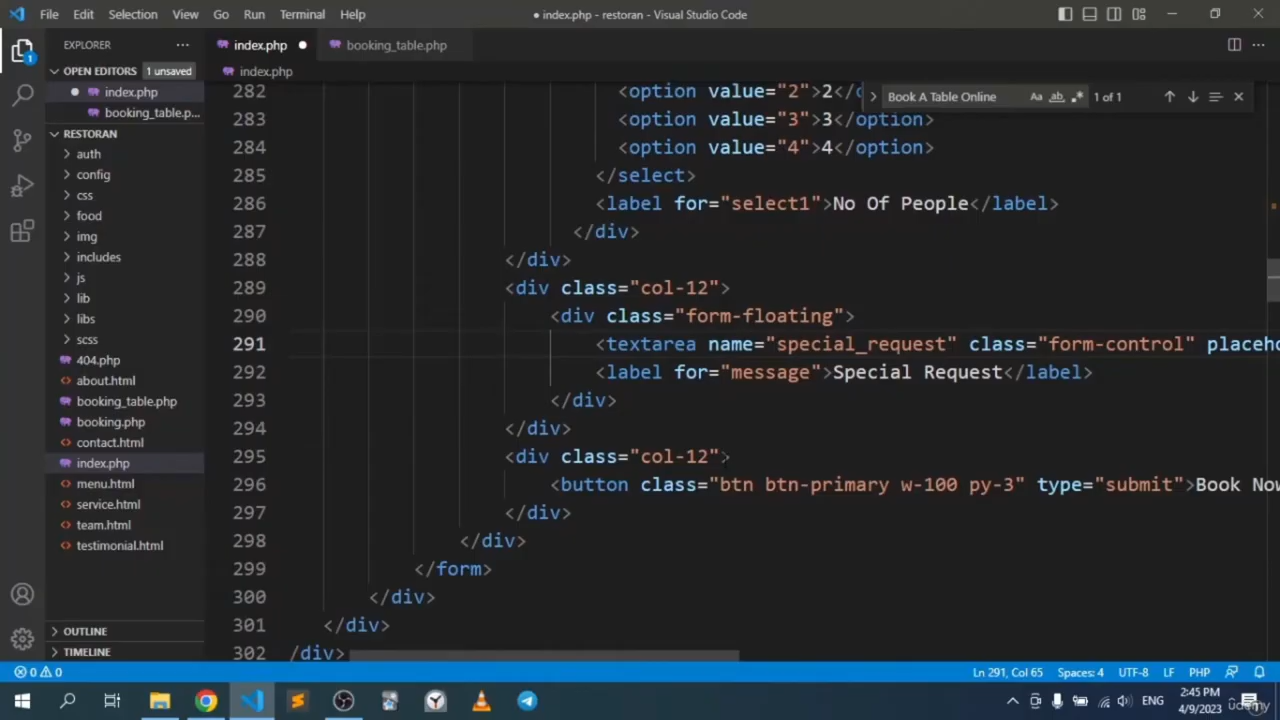 File Edit Selection View Go Run Terminal Help
● index.php - restoran - Visual Studio Code
EXPLORER
index.php
booking_table.php
OPEN EDITORS 1 unsaved
index.php
index.php
booking_table.p...
RESTORAN
auth
config
css
food
img
includes
js
lib
libs
scss
404.php
about.html
booking_table.php
booking.php
contact.html
index.php
menu.html
service.html
team.html
testimonial.html
OUTLINE
TIMELINE
Book A Table Online Aa ab 1 of 1
282 <option value="2">2</
283 <option value="3">3</option>
284 <option value="4">4</option>
285 </select>
286 <label for="select1">No Of People</label>
287 </div>
288 </div>
289 <div class="col-12">
290 <div class="form-floating">
291 <textarea name="special_request" class="form-control" placeho
292 <label for="message">Special Request</label>
293 </div>
294 </div>
295 <div class="col-12">
296 <button class="btn btn-primary w-100 py-3" type="submit">Book Now
297 </div>
298 </div>
299 </form>
300 </div>
301 </div>
302 /div>
0 0 Ln 291, Col 65 Spaces: 4 UTF-8 LF PHP
ENG 2:45 PM
4/9/2023
udemy